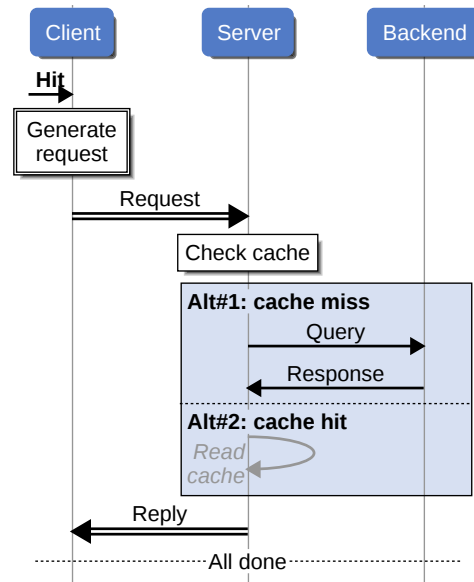 Client
Server
Backend
Hit
Generate
request
Request
Check cache
Alt#1: cache miss
Query
Response
Alt#2: cache hit
Read
cache
Reply
All done